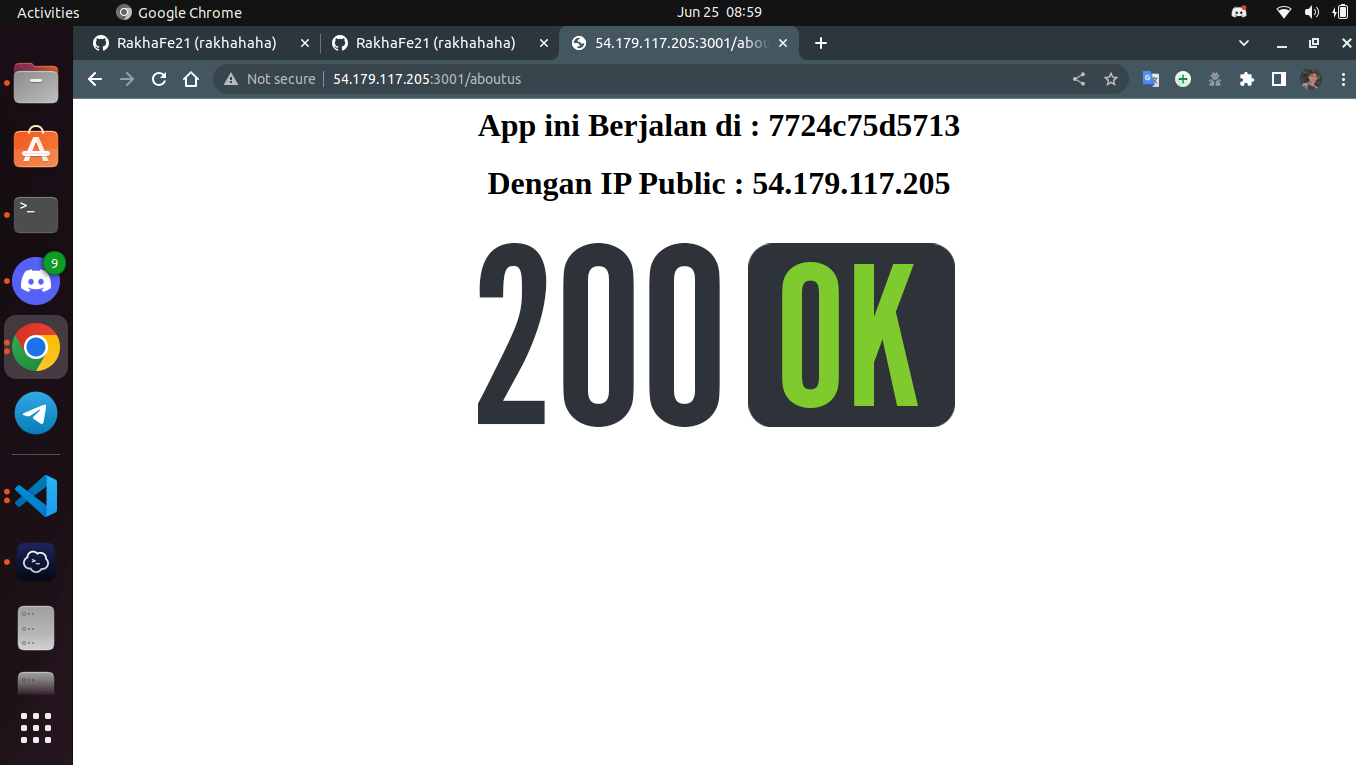 Activities
Google Chrome
Jun 25 08:59
RakhaFe21 (rakhahaha)
RakhaFe21 (rakhahaha)
54.179.117.205:3001/abou
Not secure
54.179.117.205:3001/aboutus
App ini Berjalan di : 7724c75d5713
Dengan IP Public : 54.179.117.205
200 OK
9